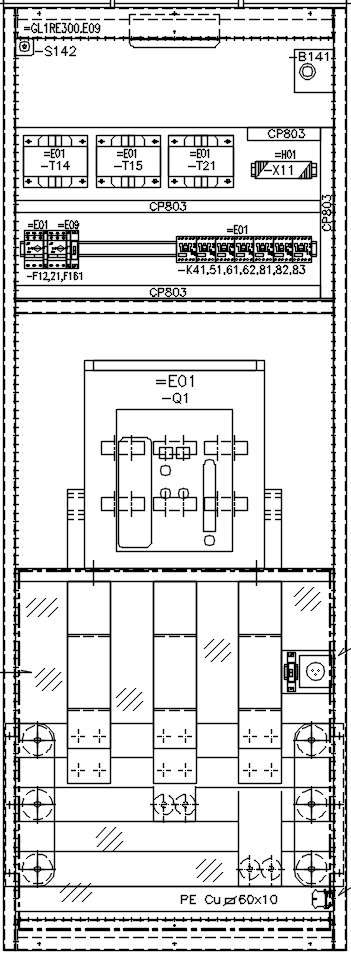 =GL1RE300.E09
-S142
-B141
CP803
=E01 =E01 =E01 =H01
-T14 -T15 -T21 -X11
CP803
CP803
=E01 =E09 =E01
-F12,21,F161 -K41,51,61,62,81,82,83
CP803
=E01
-Q1
PE Cu▱60x10